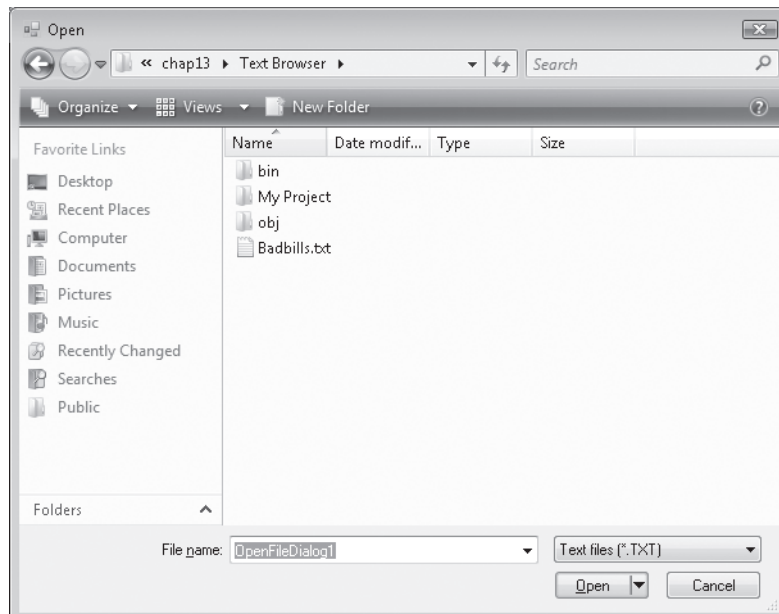 Open
« chap13 ▸ Text Browser ▸
Search
Organize Views New Folder
Favorite Links
Desktop
Recent Places
Computer
Documents
Pictures
Music
Recently Changed
Searches
Public
Folders
Name Date modif... Type Size
bin
My Project
obj
Badbills.txt
File name: OpenFileDialog1 Text files (*.TXT)
Open Cancel